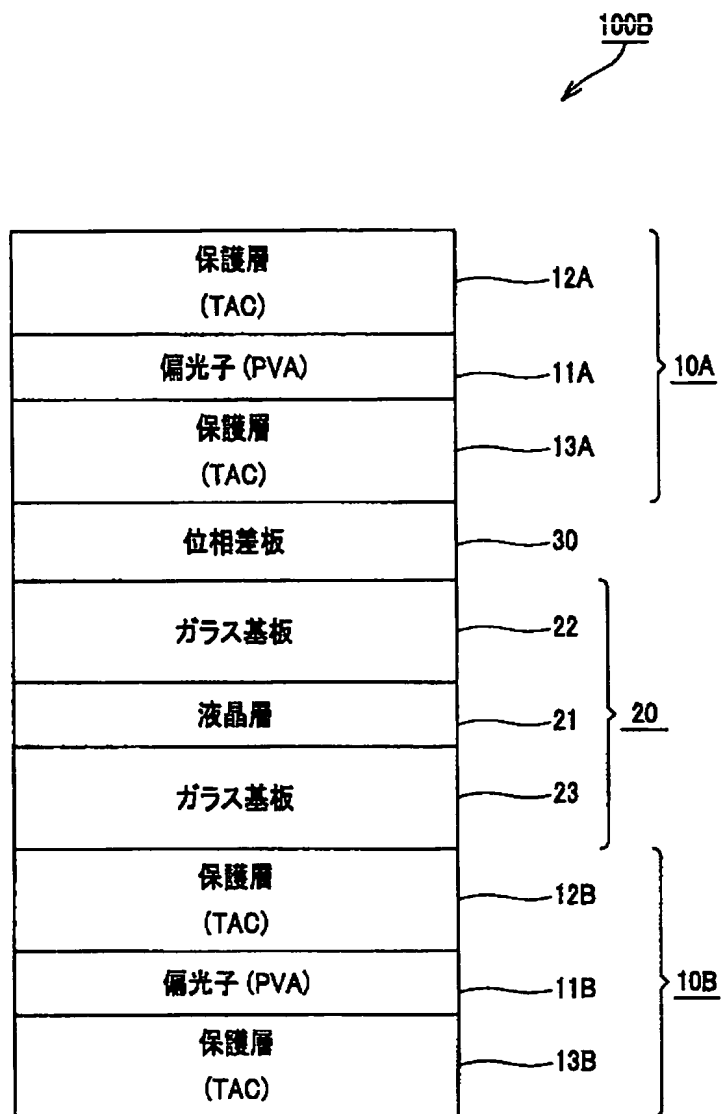 100B
保護層
(TAC)
12A
偏光子 (PVA)
11A
10A
保護層
(TAC)
13A
位相差板
30
ガラス基板
22
液晶層
21
20
ガラス基板
23
保護層
(TAC)
12B
偏光子 (PVA)
11B
10B
保護層
(TAC)
13B